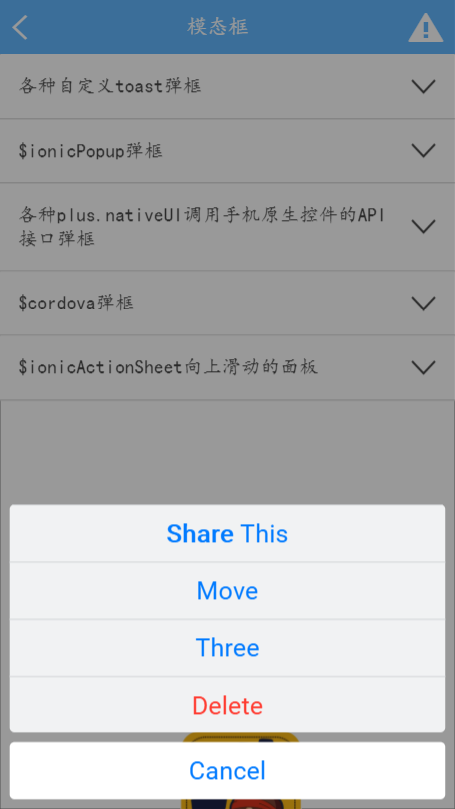 模态框
各种自定义toast弹框
$ionicPopup弹框
各种plus.nativeUI调用手机原生控件的API
接口弹框
$cordova弹框
$ionicActionSheet向上滑动的面板
Share This
Move
Three
Delete
Cancel